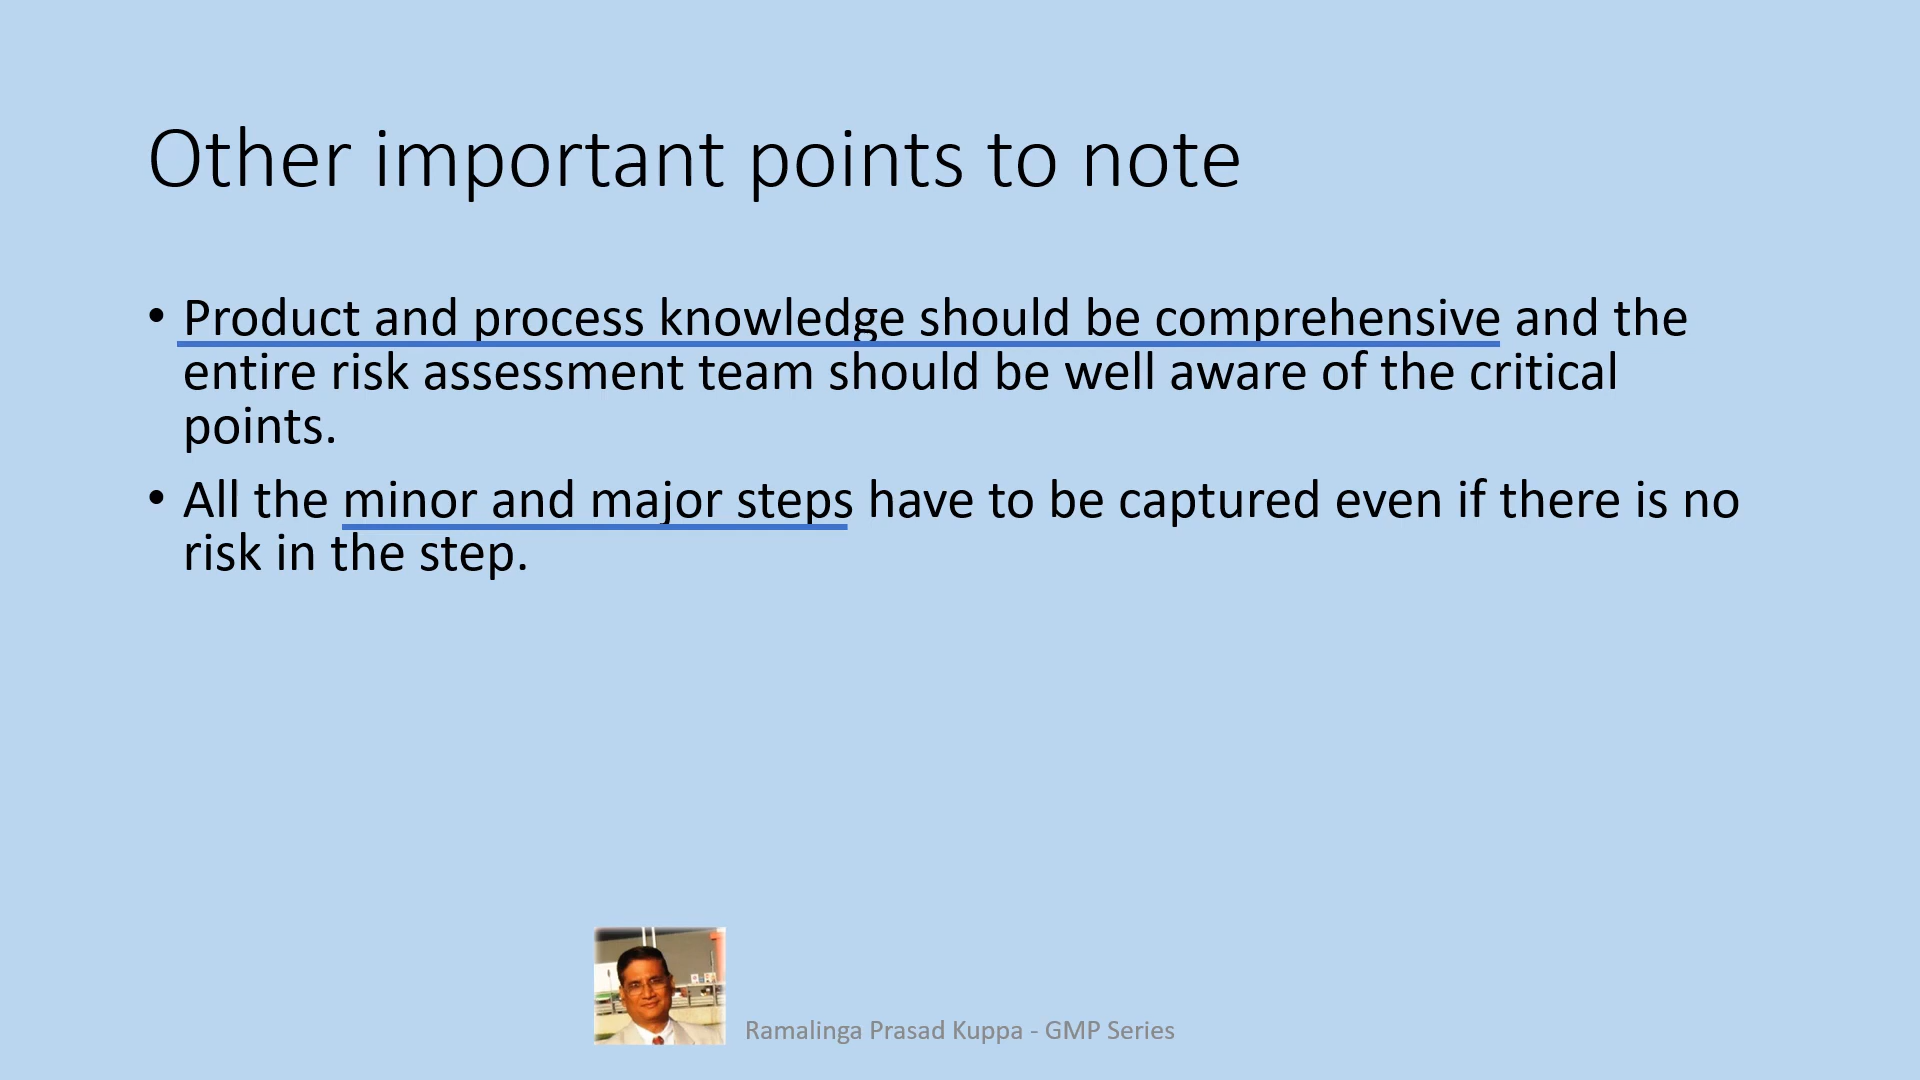 Other important points to note
• Product and process knowledge should be comprehensive and the
entire risk assessment team should be well aware of the critical
points.
• All the minor and major steps have to be captured even if there is no
risk in the step.
Ramalinga Prasad Kuppa - GMP Series